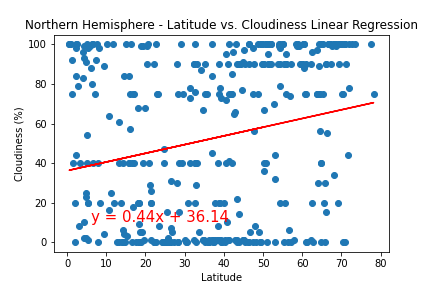 Northern Hemisphere - Latitude vs. Cloudiness Linear Regression
100
80
60
40
20
0
Cloudiness (%)
y = 0.44x + 36.14
0 10 20 30 40 50 60 70 80
Latitude